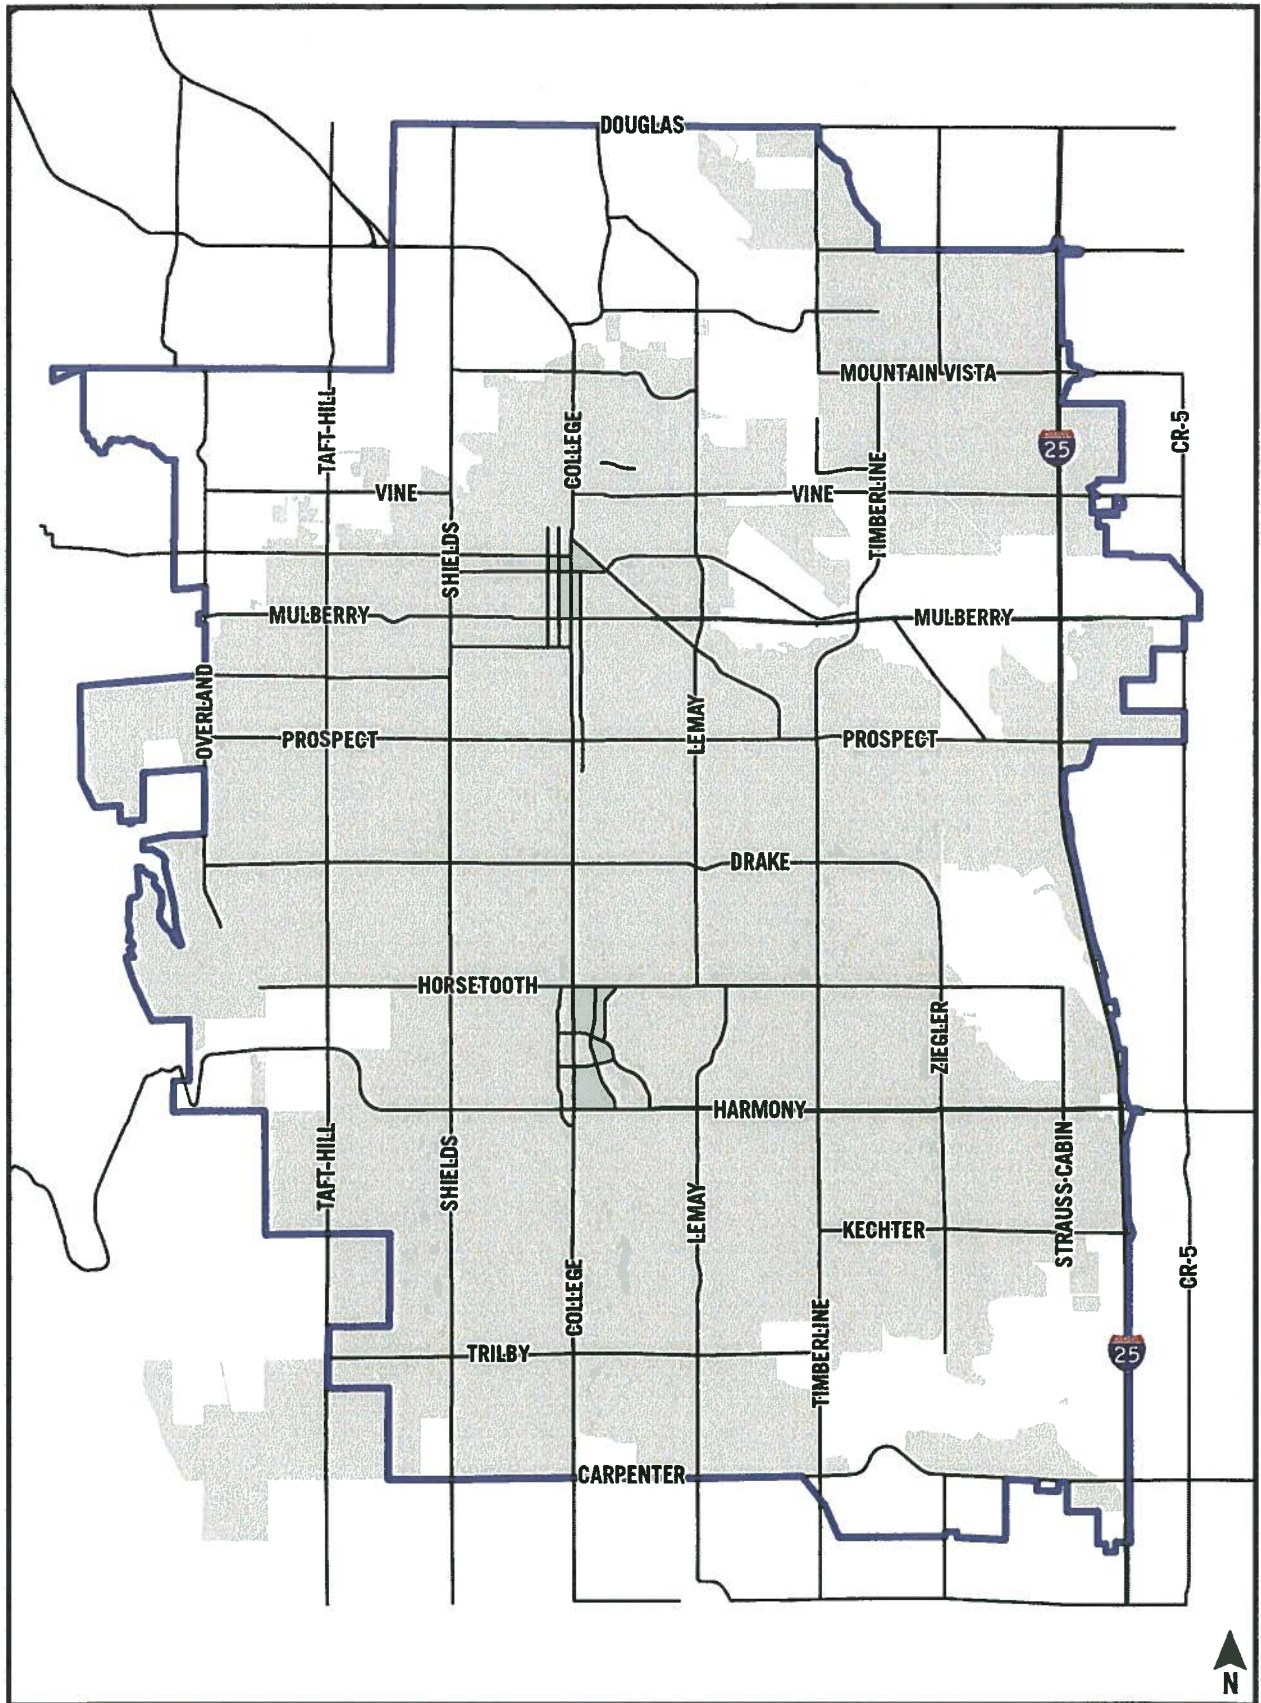 DOUGLAS
MOUNTAIN VISTA
TAFT-HILL
COLLEGE
CR-5
25
VINE
VINE
TIMBERLINE
SHIELDS
MULBERRY
MULBERRY
OVERLAND
LEMAY
PROSPECT
PROSPECT
DRAKE
HORSETOOTH
ZIEGLER
HARMONY
TAFT-HILL
SHIELDS
STRAUSS-CABIN
LEMAY
KECHTER
CR-5
COLLEGE
TIMBERLINE
TRILBY
25
CARPENTER
N